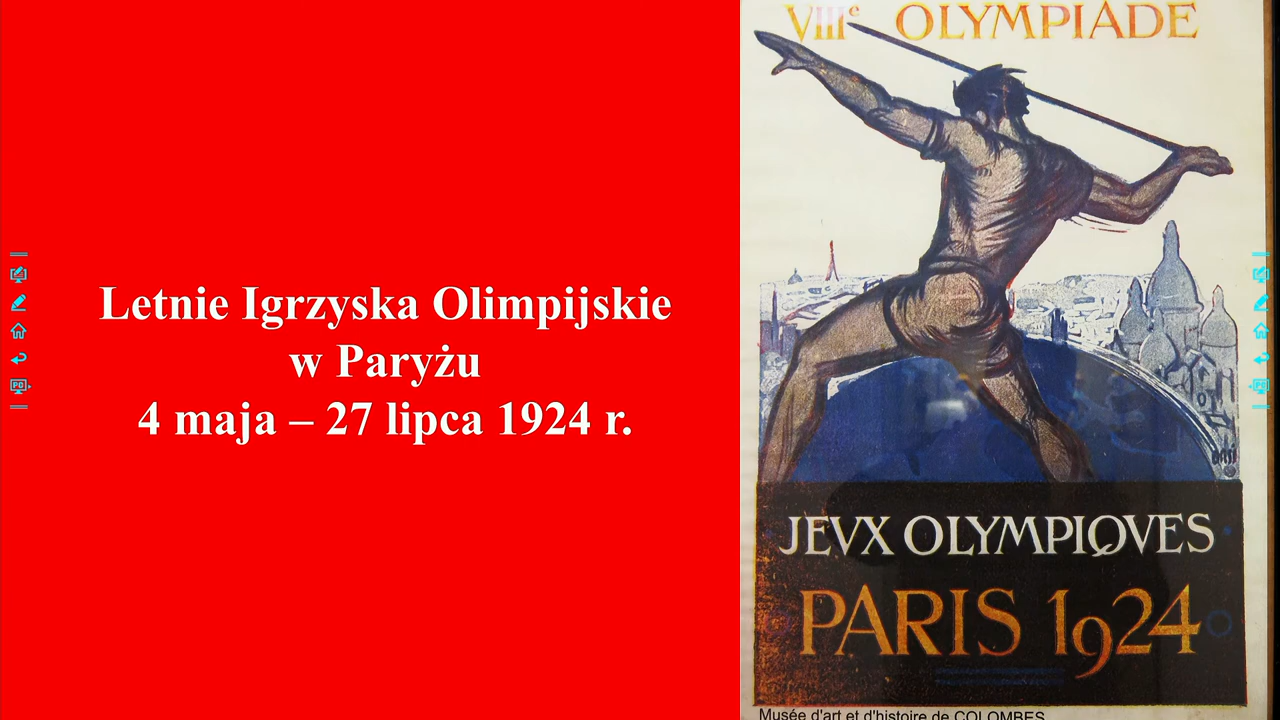 Letnie Igrzyska Olimpijskie
w Paryżu
4 maja – 27 lipca 1924 r.
VIIIe OLYMPIADE
JEVX OLYMPIQVES
PARIS 1924
Musée d'art et d'histoire de COLOMBES